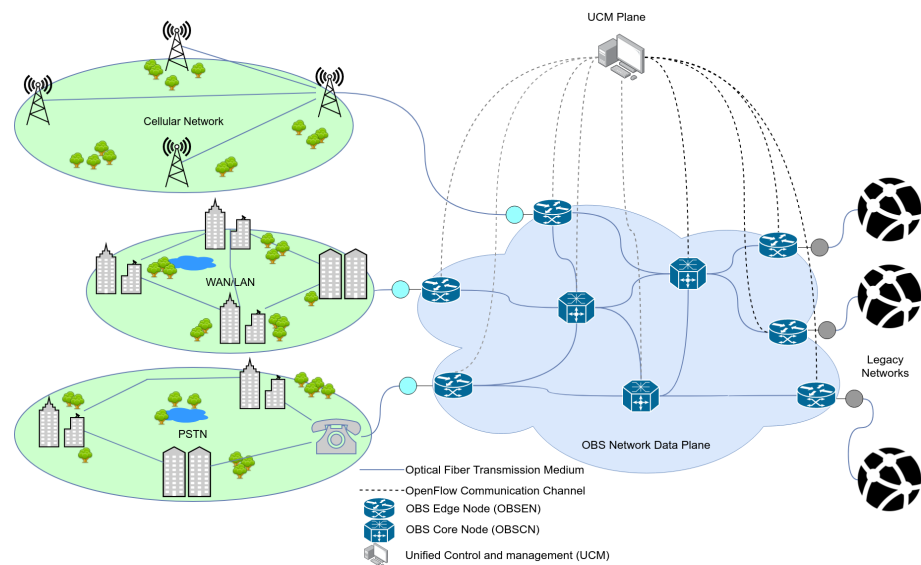 UCM Plane
Cellular Network
WAN/LAN
PSTN
Legacy
Networks
OBS Network Data Plane
Optical Fiber Transmission Medium
OpenFlow Communication Channel
OBS Edge Node (OBSEN)
OBS Core Node (OBSCN)
Unified Control and management (UCM)